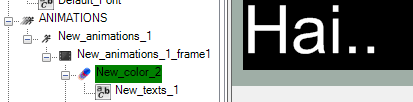 Default_Font
ANIMATIONS
New_animations_1
New_animations_1_frame1
New_color_2
New_texts_1
Hai..